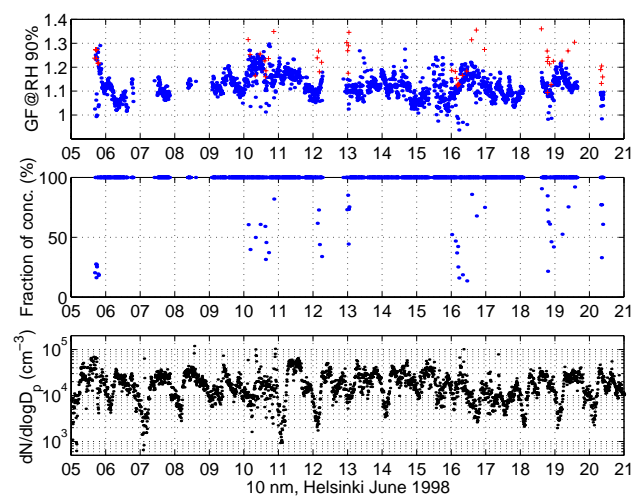 GF@RH 90%
1.4
1.3
1.2
1.1
1
05 06 07 08 09 10 11 12 13 14 15 16 17 18 19 20 21
Fraction of conc. (%)
100
50
0
05 06 07 08 09 10 11 12 13 14 15 16 17 18 19 20 21
dN/dlogD_p (cm^−3)
10^5
10^4
10^3
05 06 07 08 09 10 11 12 13 14 15 16 17 18 19 20 21
10 nm, Helsinki June 1998